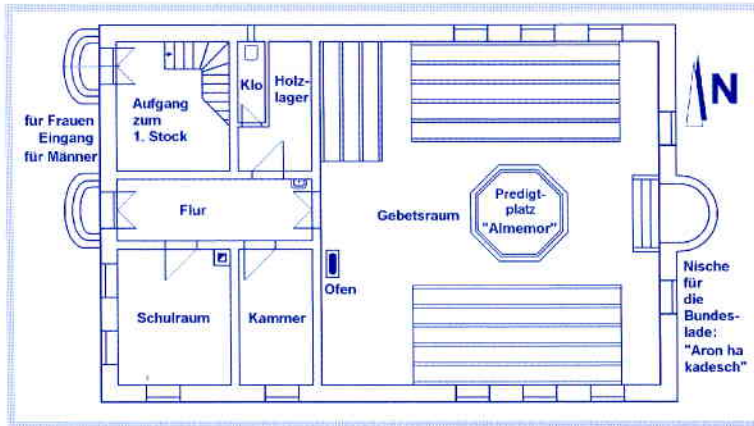 für Frauen
Eingang
für Männer
Aufgang
zum
1. Stock
Klo
Holz-
lager
Flur
Schulraum
Kammer
Gebetsraum
Ofen
Predigt-
platz
"Almemor"
N
Nische
für
die
Bundes-
lade:
"Aron ha
kadesch"